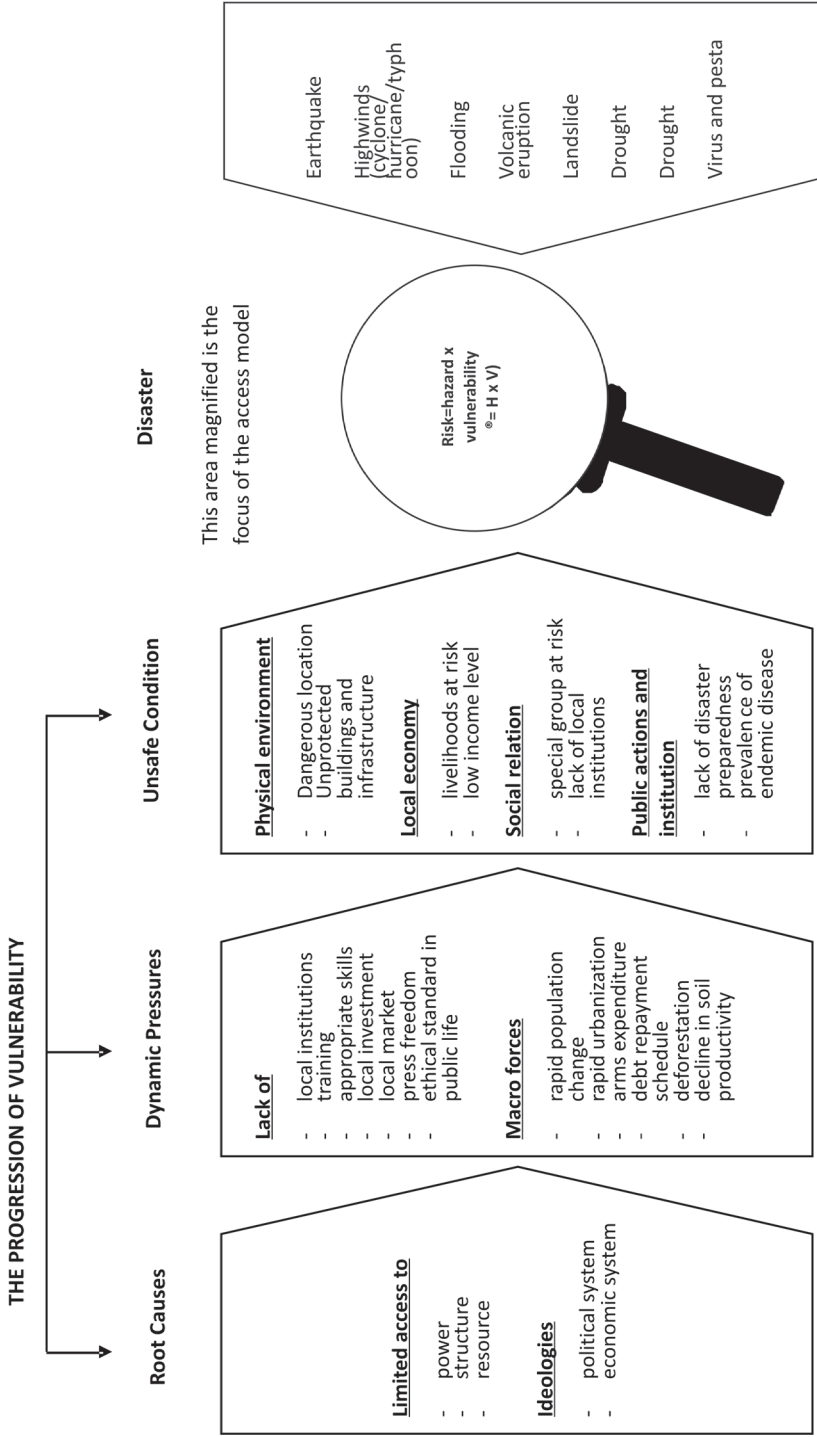 THE PROGRESSION OF VULNERABILITY
Root Causes
Limited access to
- power
- structure
- resource
Ideologies
- political system
- economic system
Dynamic Pressures
Lack of
- local institutions
- training
- appropriate skills
- local investment
- local market
- press freedom
- ethical standard in
public life
Macro forces
- rapid population
change
- rapid urbanization
- arms expenditure
- debt repayment
schedule
- deforestation
- decline in soil
productivity
Unsafe Condition
Physical environment
- Dangerous location
- Unprotected
buildings and
infrastructure
Local economy
- livelihoods at risk
- low income level
Social relation
- special group at risk
- lack of local
institutions
Public actions and
institution
- lack of disaster
preparedness
- prevalen ce of
endemic disease
Disaster
This area magnified is the
focus of the access model
Risk=hazard x
vulnerability
®= H x V)
Earthquake
Highwinds
(cyclone/
hurricane/typh
oon)
Flooding
Volcanic
eruption
Landslide
Drought
Drought
Virus and pesta